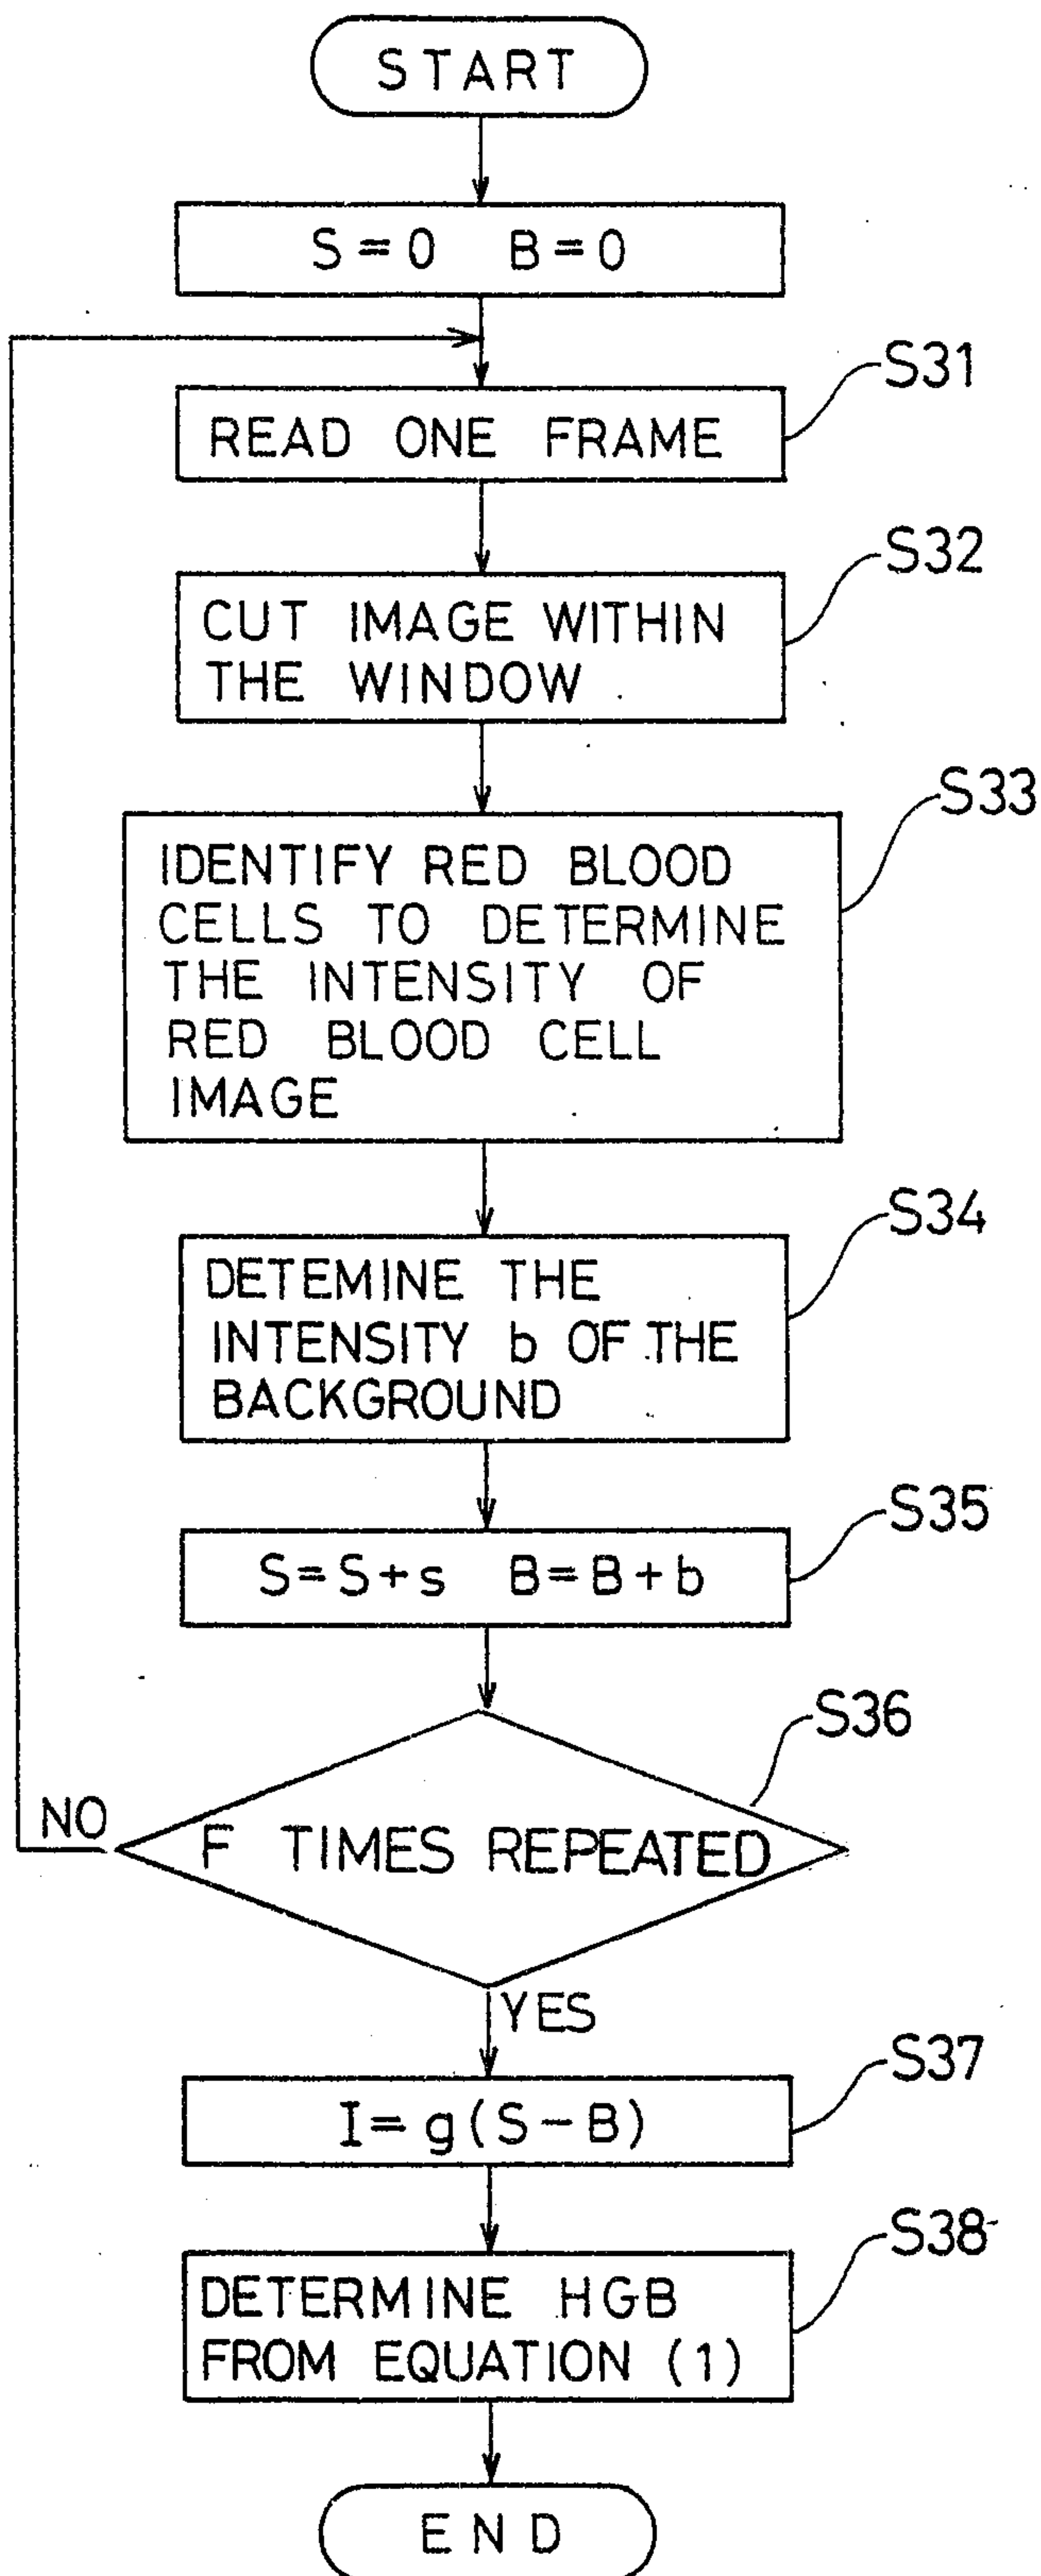 START
S=0 B=0
S31
READ ONE FRAME
S32
CUT IMAGE WITHIN
THE WINDOW
S33
IDENTIFY RED BLOOD
CELLS TO DETERMINE
THE INTENSITY OF
RED BLOOD CELL
IMAGE
S34
DETEMINE THE
INTENSITY b OF THE
BACKGROUND
S35
S=S+s B=B+b
S36
NO
F TIMES REPEATED
YES
S37
I=g(S-B)
S38
DETERMINE HGB
FROM EQUATION (1)
END